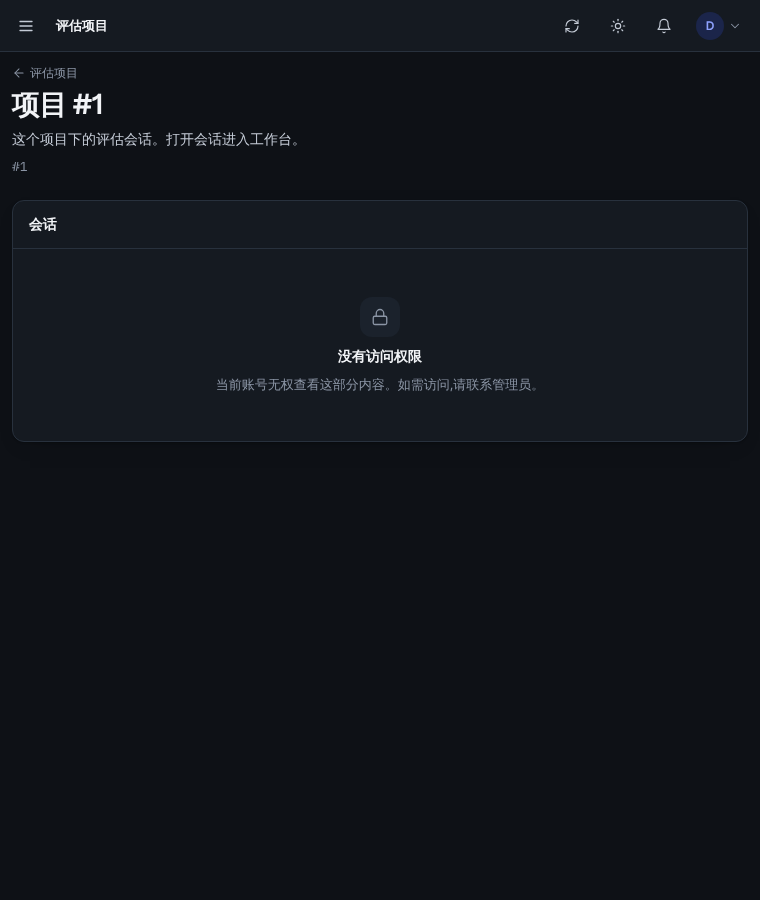 评估项目
D
评估项目
项目 #1
这个项目下的评估会话。打开会话进入工作台。
#1
会话
没有访问权限
当前账号无权查看这部分内容。如需访问,请联系管理员。